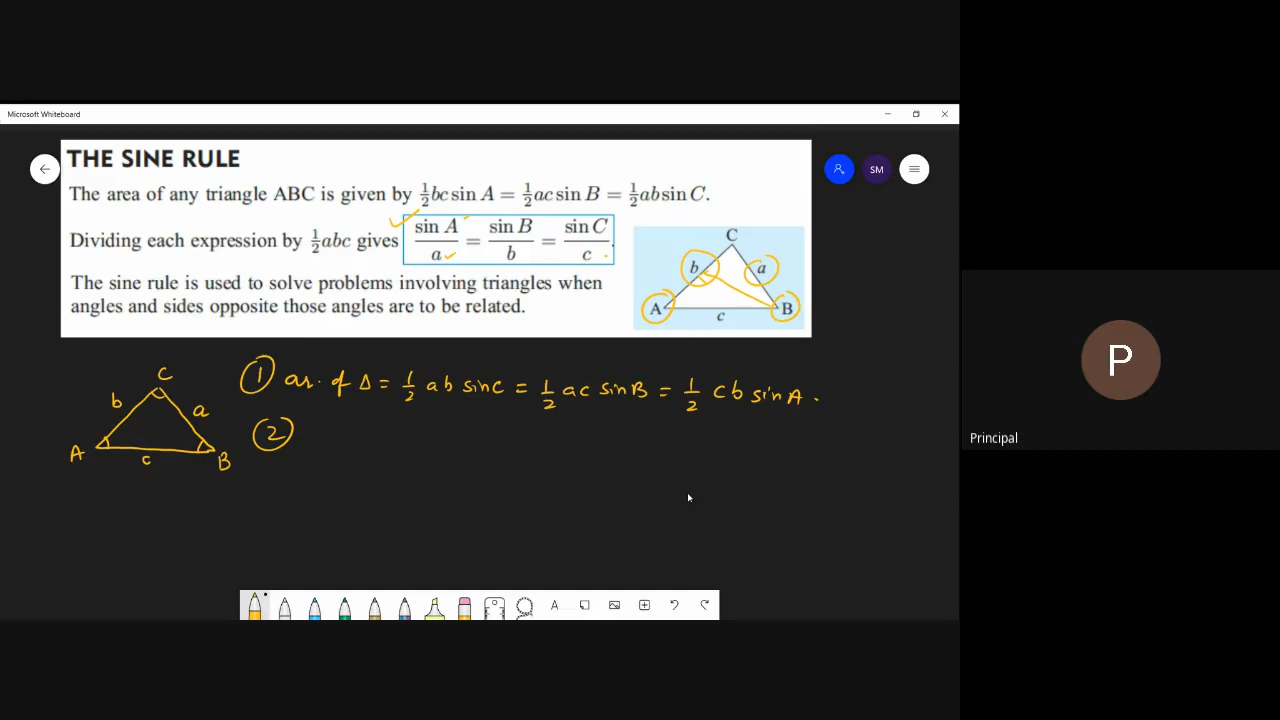 Microsoft Whiteboard
SM
THE SINE RULE
The area of any triangle ABC is given by ½bc sin A = ½ac sin B = ½ab sin C.
Dividing each expression by ½abc gives sin A/a = sin B/b = sin C/c.
The sine rule is used to solve problems involving triangles when
angles and sides opposite those angles are to be related.
C
b a
A B
c
C
b a
A B
c
① ar. of Δ = ½ ab sinC = ½ ac sinB = ½ cb sinA.
②
A
P
Principal